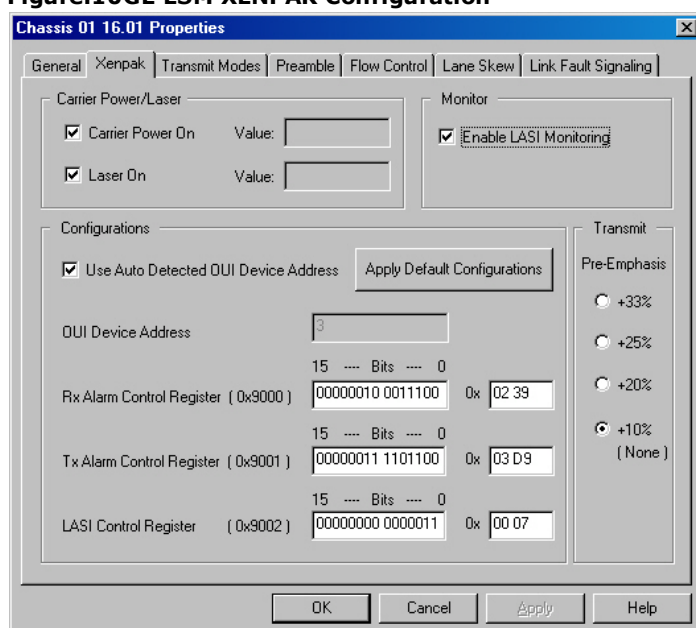 Figure:10GE LSM XENPAK Configuration
Chassis 01 16.01 Properties
General Xenpak Transmit Modes Preamble Flow Control Lane Skew Link Fault Signaling
Carrier Power/Laser
Carrier Power On Value:
Laser On Value:
Monitor
Enable LASI Monitoring
Configurations
Use Auto Detected OUI Device Address Apply Default Configurations
OUI Device Address 3
15 ---- Bits ---- 0
Rx Alarm Control Register ( 0x9000 ) 00000010 0011100 0x 02 39
15 ---- Bits ---- 0
Tx Alarm Control Register ( 0x9001 ) 00000011 1101100 0x 03 D9
15 ---- Bits ---- 0
LASI Control Register ( 0x9002 ) 00000000 0000011 0x 00 07
Transmit
Pre-Emphasis
+33%
+25%
+20%
+10%
( None )
OK Cancel Apply Help